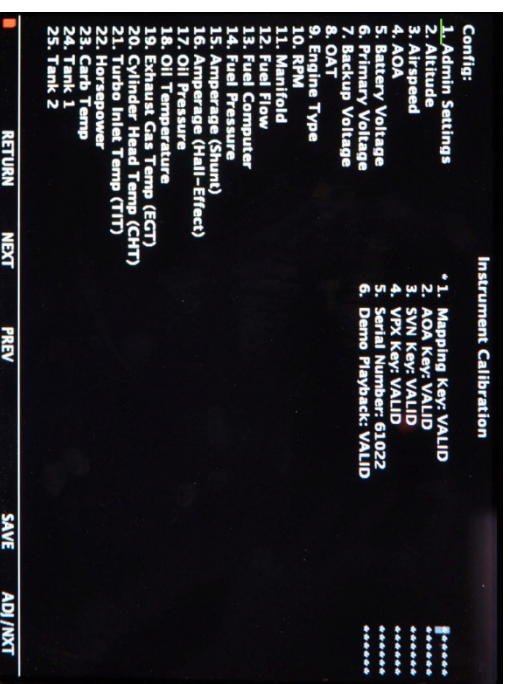 Instrument Calibration
Config:
1. Admin Settings
2. Altitude
3. Airspeed
4. AOA
5. Battery Voltage
6. Primary Voltage
7. Backup Voltage
8. OAT
9. Engine Type
10. RPM
11. Manifold
12. Fuel Flow
13. Fuel Computer
14. Fuel Pressure
15. Amperage (Shunt)
16. Amperage (Hall-Effect)
17. Oil Pressure
18. Oil Temperature
19. Exhaust Gas Temp (EGT)
20. Cylinder Head Temp (CHT)
21. Turbo Inlet Temp (TIT)
22. Horsepower
23. Carb Temp
24. Tank 1
25. Tank 2
* 1. Mapping Key: VALID
2. AOA Key: VALID
3. SVN Key: VALID
4. VPX Key: VALID
5. Serial Number: 61022
6. Demo Playback: VALID
******
******
******
******
******
******
RETURN NEXT PREV SAVE ADJ/NXT